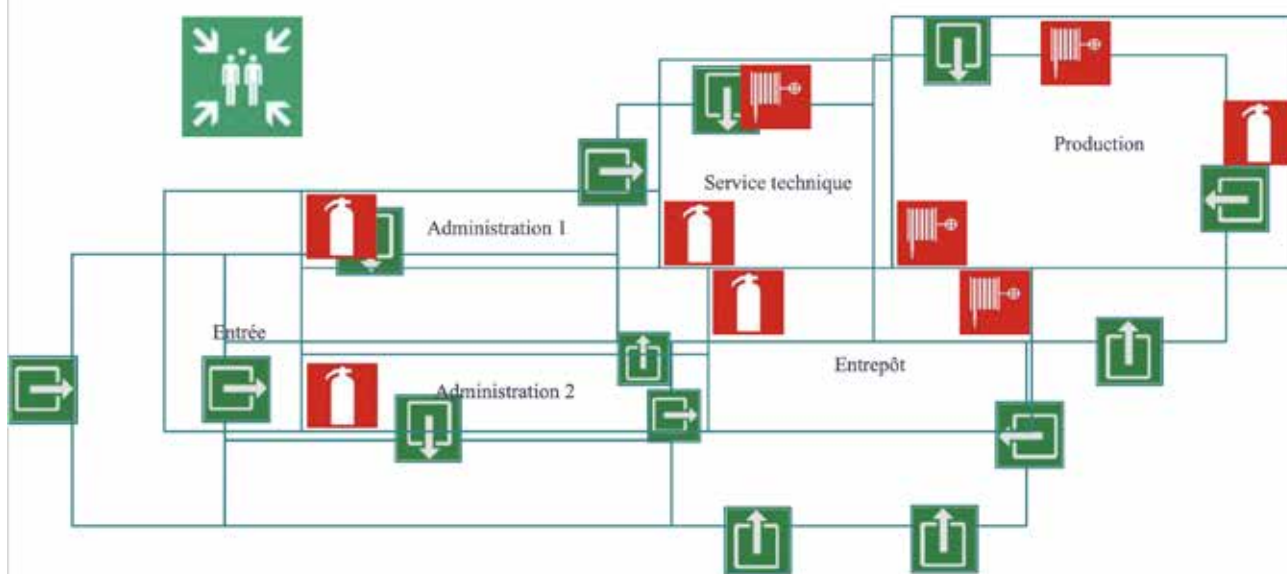 Production
Service technique
Administration 1
Entrée
Entrepôt
Administration 2